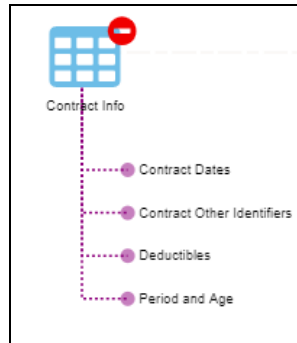 Contract Info
Contract Dates
Contract Other Identifiers
Deductibles
Period and Age